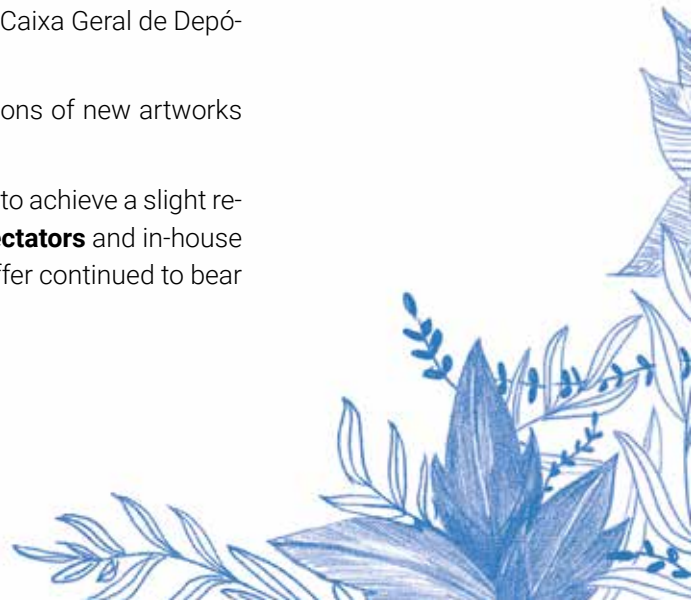 Caixa Geral de Depó-
ons of new artworks
to achieve a slight re-
ctators and in-house
ffer continued to bear